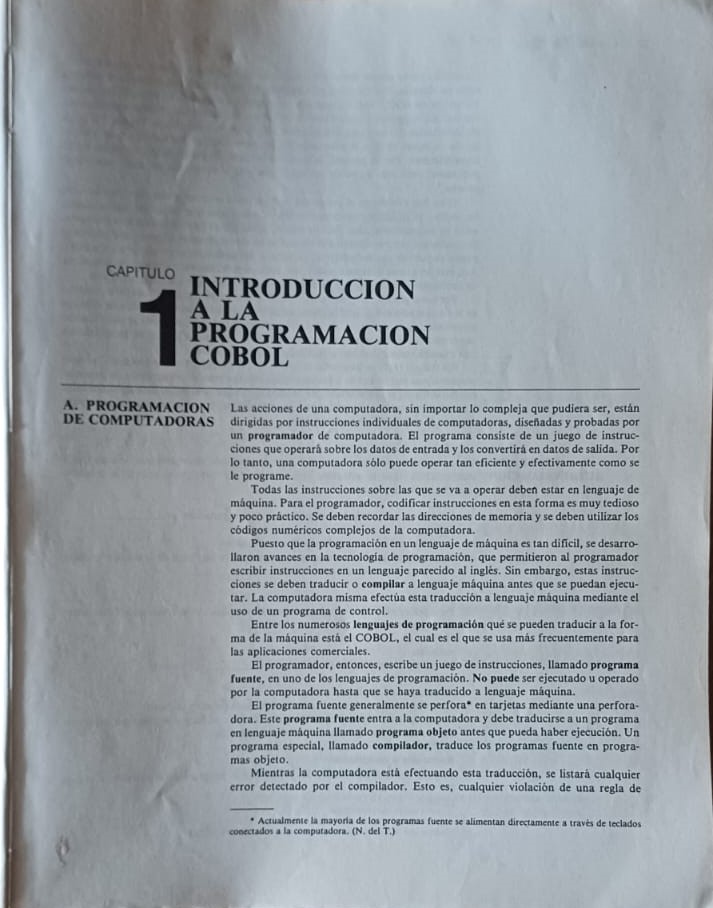 CAPITULO
1
INTRODUCCION
A LA
PROGRAMACION
COBOL
A. PROGRAMACION
DE COMPUTADORAS
Las acciones de una computadora, sin importar lo compleja que pudiera ser, están
dirigidas por instrucciones individuales de computadoras, diseñadas y probadas por
un programador de computadora. El programa consiste de un juego de instruc-
ciones que operará sobre los datos de entrada y los convertirá en datos de salida. Por
lo tanto, una computadora sólo puede operar tan eficiente y efectivamente como se
le programe.
Todas las instrucciones sobre las que se va a operar deben estar en lenguaje de
máquina. Para el programador, codificar instrucciones en esta forma es muy tedioso
y poco práctico. Se deben recordar las direcciones de memoria y se deben utilizar los
códigos numéricos complejos de la computadora.
Puesto que la programación en un lenguaje de máquina es tan difícil, se desarro-
llaron avances en la tecnología de programación, que permitieron al programador
escribir instrucciones en un lenguaje parecido al inglés. Sin embargo, estas instruc-
ciones se deben traducir o compilar a lenguaje máquina antes que se puedan ejecu-
tar. La computadora misma efectúa esta traducción a lenguaje máquina mediante el
uso de un programa de control.
Entre los numerosos lenguajes de programación qué se pueden traducir a la for-
ma de la máquina está el COBOL, el cual es el que se usa más frecuentemente para
las aplicaciones comerciales.
El programador, entonces, escribe un juego de instrucciones, llamado programa
fuente, en uno de los lenguajes de programación. No puede ser ejecutado u operado
por la computadora hasta que se haya traducido a lenguaje máquina.
El programa fuente generalmente se perfora* en tarjetas mediante una perfora-
dora. Este programa fuente entra a la computadora y debe traducirse a un programa
en lenguaje máquina llamado programa objeto antes que pueda haber ejecución. Un
programa especial, llamado compilador, traduce los programas fuente en progra-
mas objeto.
Mientras la computadora está efectuando esta traducción, se listará cualquier
error detectado por el compilador. Esto es, cualquier violación de una regla de
* Actualmente la mayoría de los programas fuente se alimentan directamente a través de teclados
conectados a la computadora. (N. del T.)